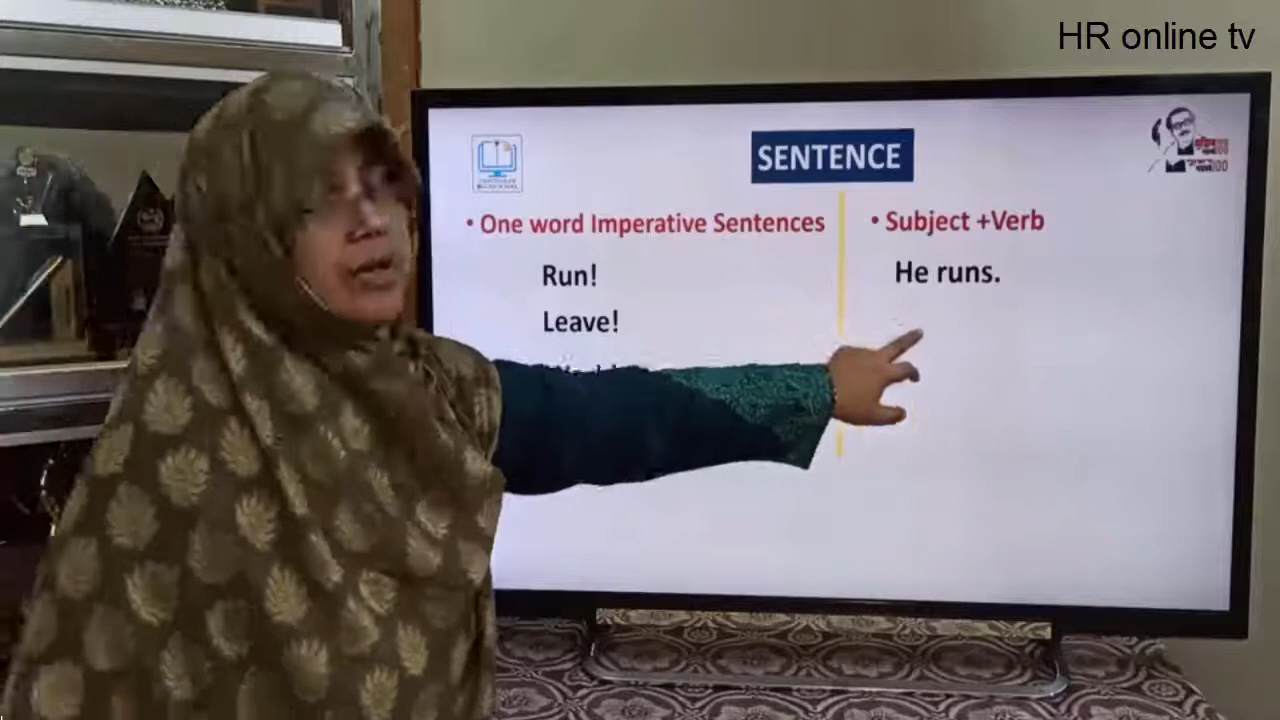 HR online tv
SENTENCE
• One word Imperative Sentences
Run!
Leave!
• Subject +Verb
He runs.